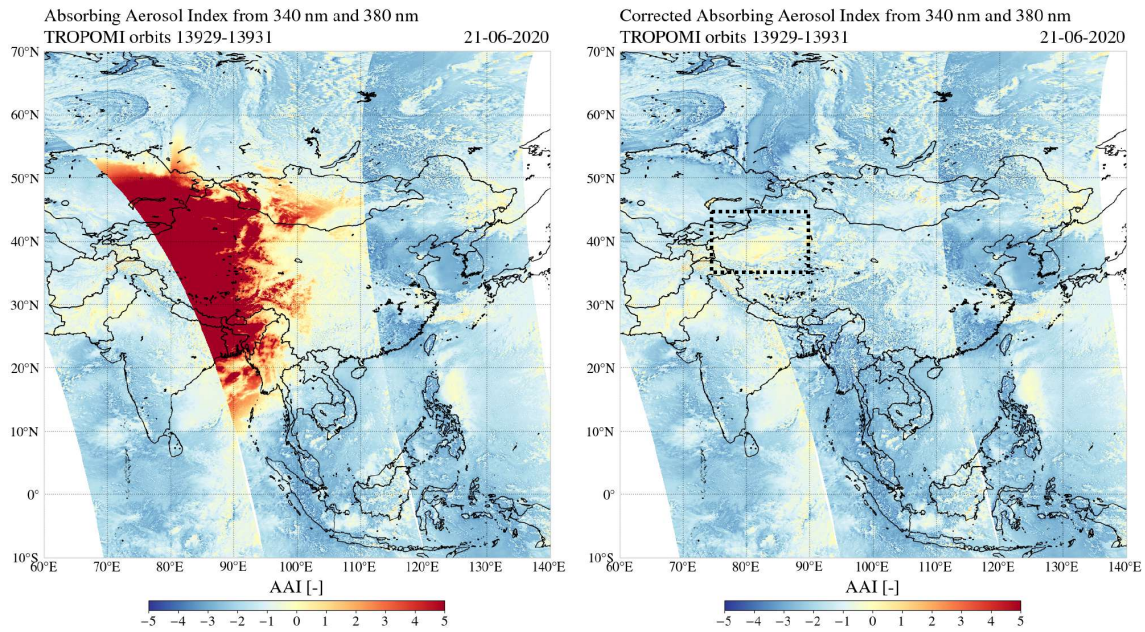 Absorbing Aerosol Index from 340 nm and 380 nm
TROPOMI orbits 13929-13931 21-06-2020
70°N
60°N
50°N
40°N
30°N
20°N
10°N
0°
10°S
60°E 70°E 80°E 90°E 100°E 110°E 120°E 130°E 140°E
AAI [-]
−5 −4 −3 −2 −1 0 1 2 3 4 5
Corrected Absorbing Aerosol Index from 340 nm and 380 nm
TROPOMI orbits 13929-13931 21-06-2020
70°N
60°N
50°N
40°N
30°N
20°N
10°N
0°
10°S
60°E 70°E 80°E 90°E 100°E 110°E 120°E 130°E 140°E
AAI [-]
−5 −4 −3 −2 −1 0 1 2 3 4 5